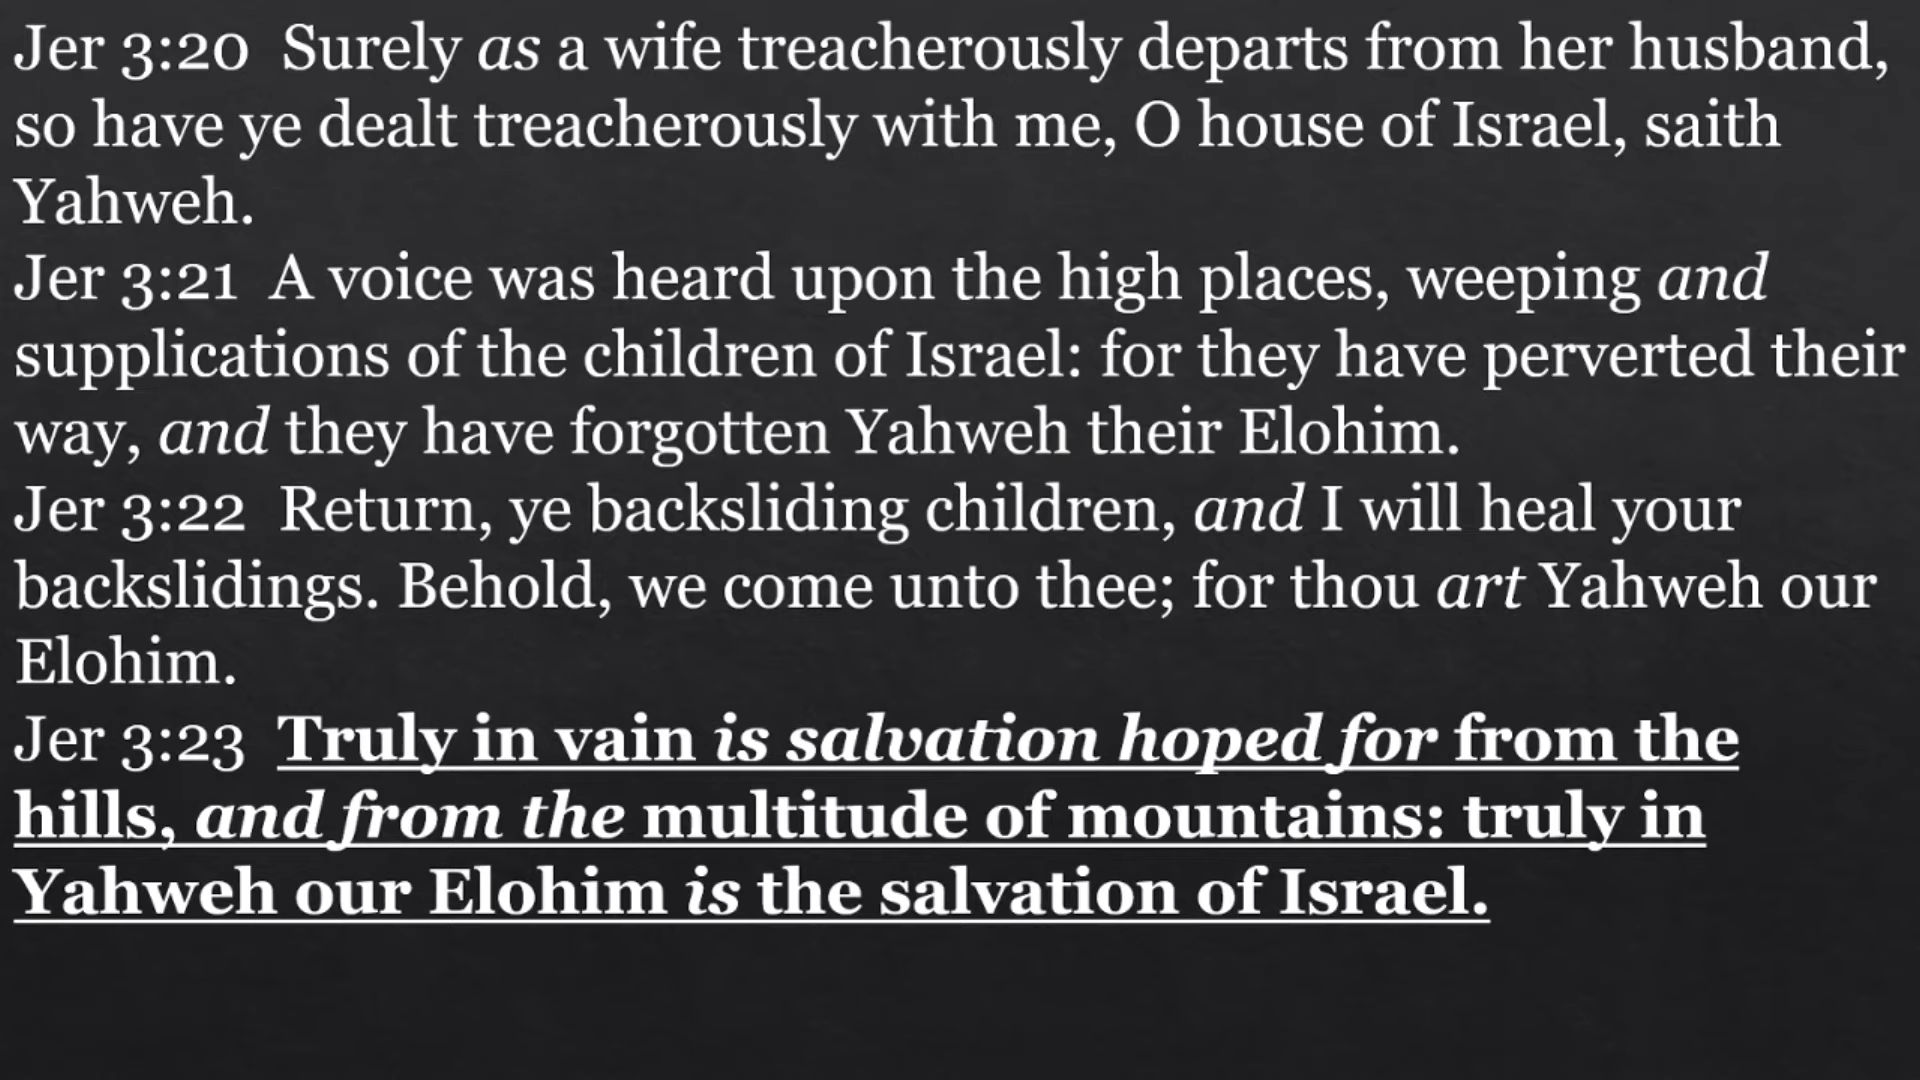 Jer 3:20  Surely as a wife treacherously departs from her husband,
so have ye dealt treacherously with me, O house of Israel, saith
Yahweh.
Jer 3:21  A voice was heard upon the high places, weeping and
supplications of the children of Israel: for they have perverted their
way, and they have forgotten Yahweh their Elohim.
Jer 3:22  Return, ye backsliding children, and I will heal your
backslidings. Behold, we come unto thee; for thou art Yahweh our
Elohim.
Jer 3:23  Truly in vain is salvation hoped for from the
hills, and from the multitude of mountains: truly in
Yahweh our Elohim is the salvation of Israel.